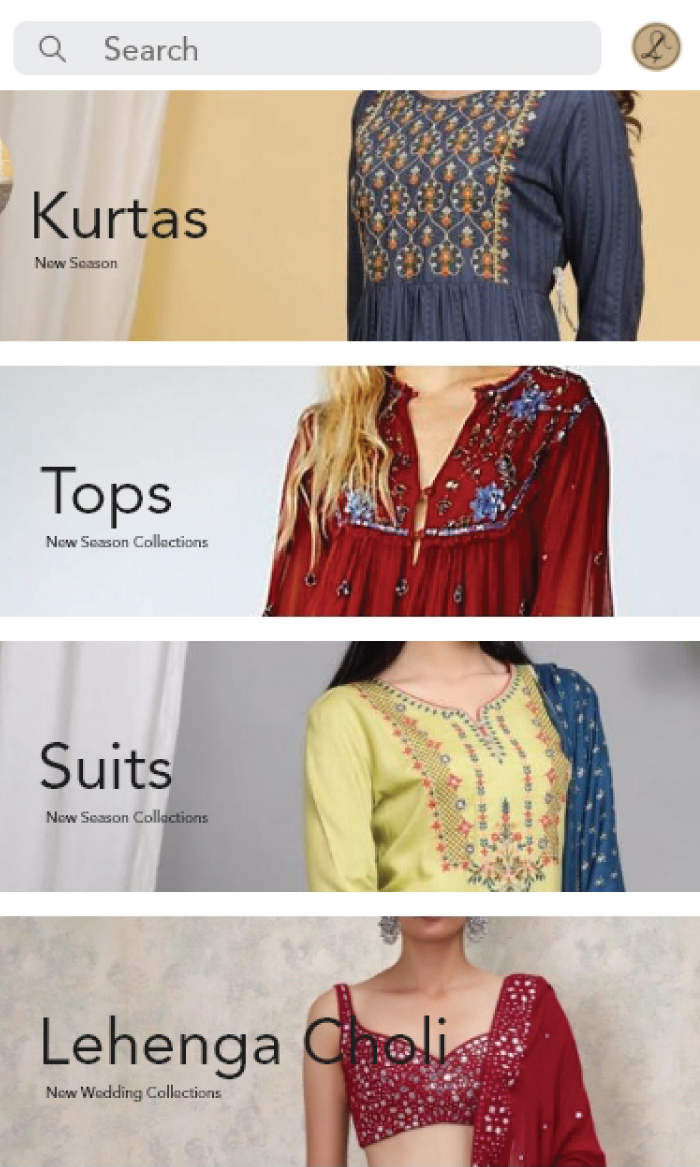 Search
Kurtas
New Season
Tops
New Season Collections
Suits
New Season Collections
Lehenga Choli
New Wedding Collections